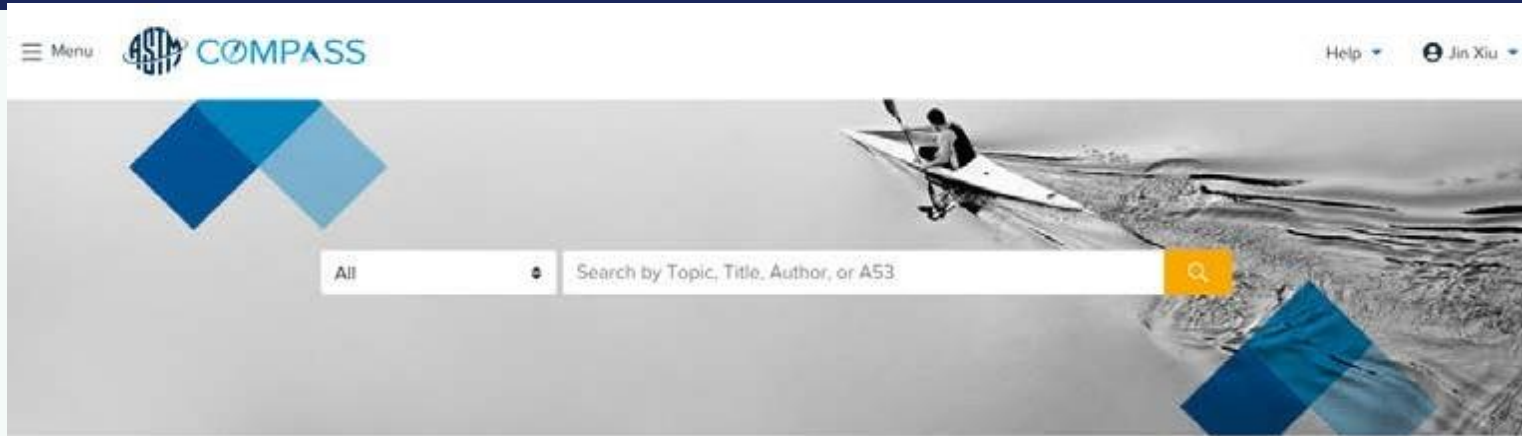 Menu
ASTM
COMPASS
Help
Jin Xiu
All
Search by Topic, Title, Author, or A53